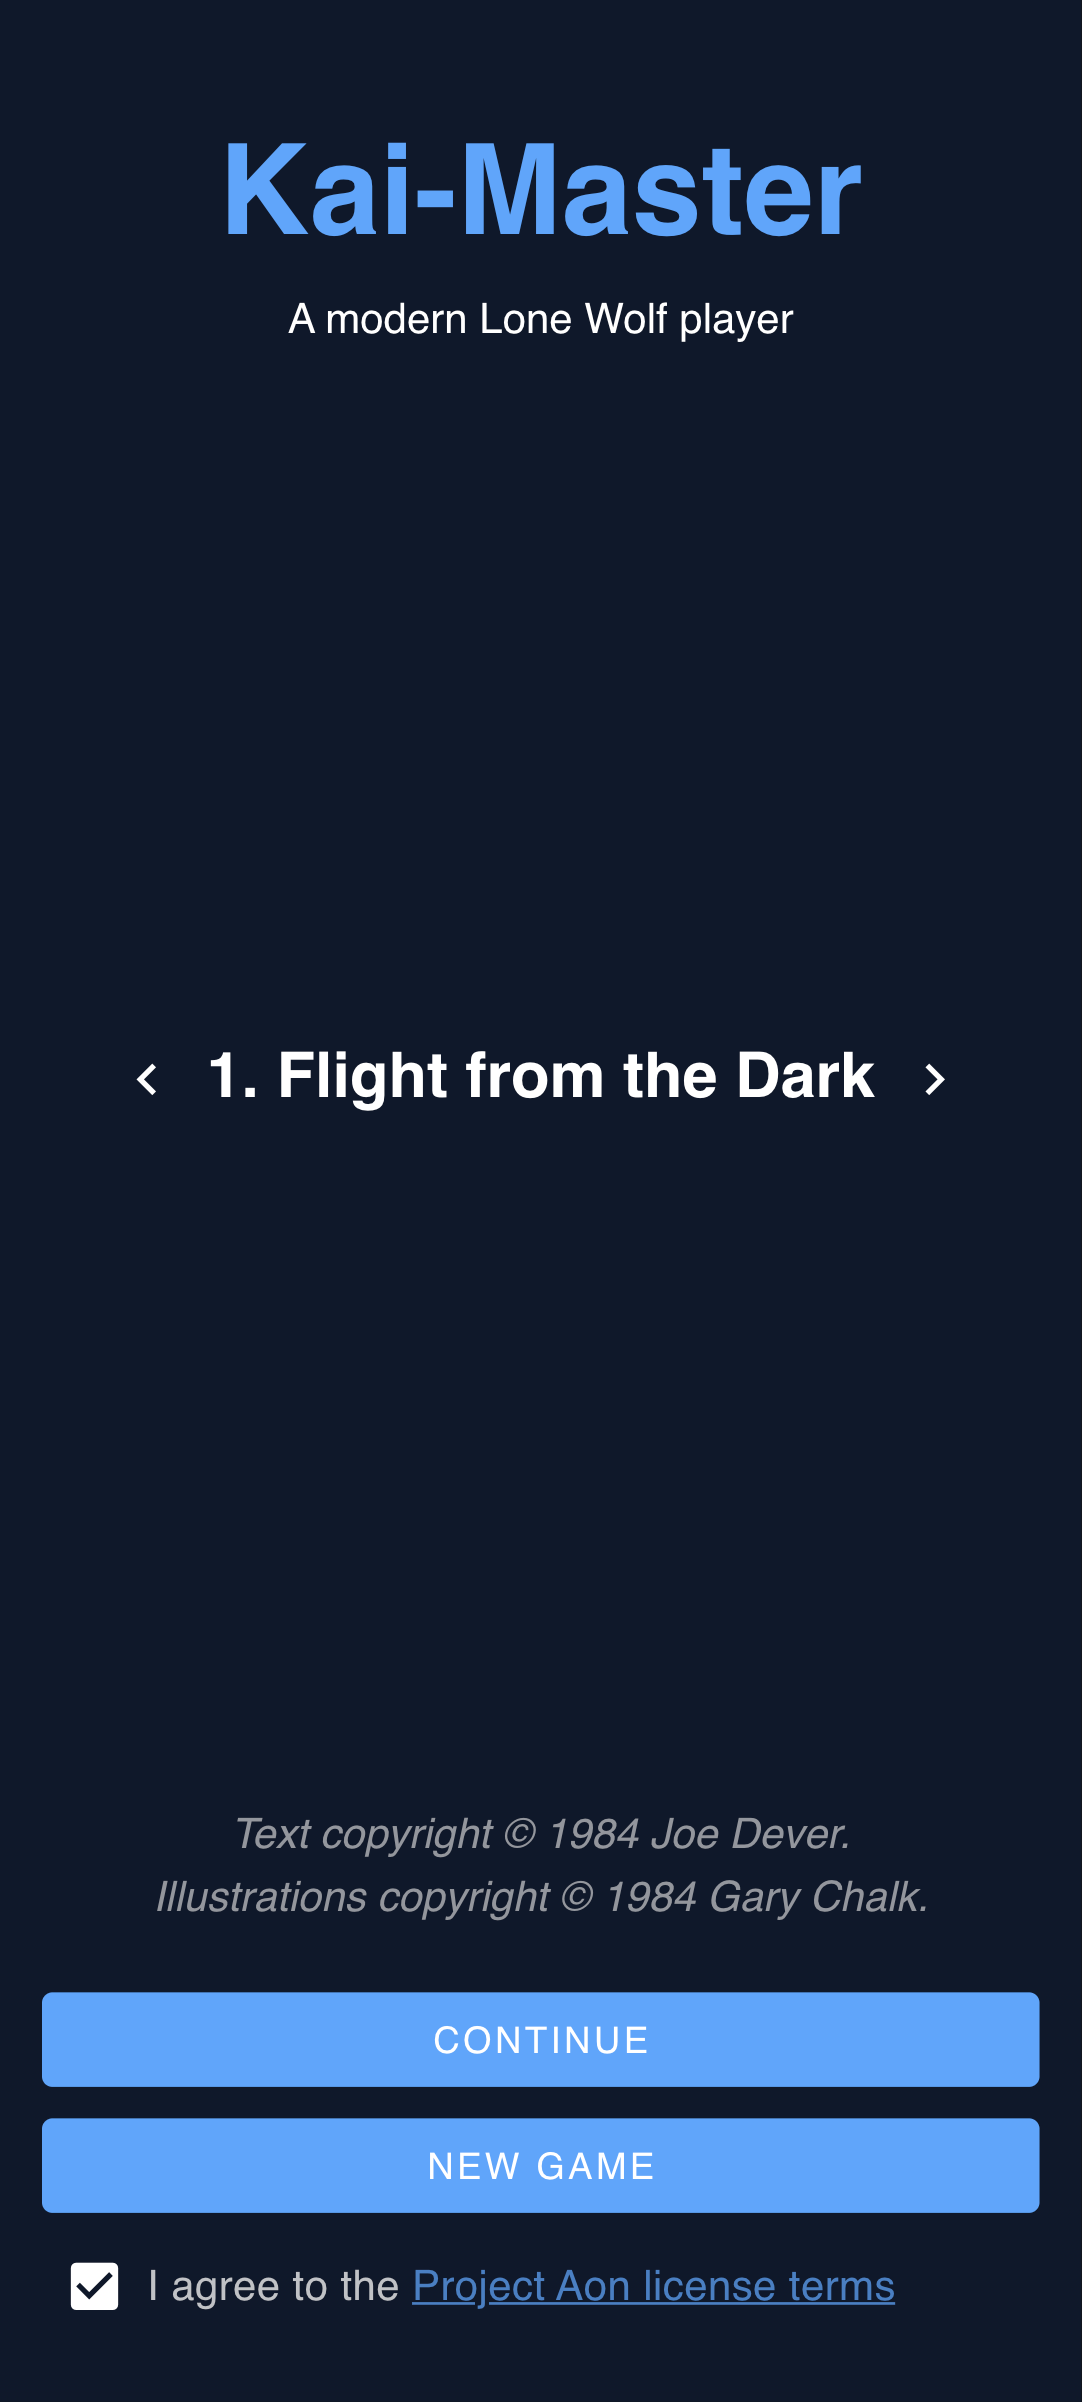 Kai-Master
A modern Lone Wolf player
1. Flight from the Dark
Text copyright © 1984 Joe Dever.
Illustrations copyright © 1984 Gary Chalk.
CONTINUE
NEW GAME
I agree to the Project Aon license terms